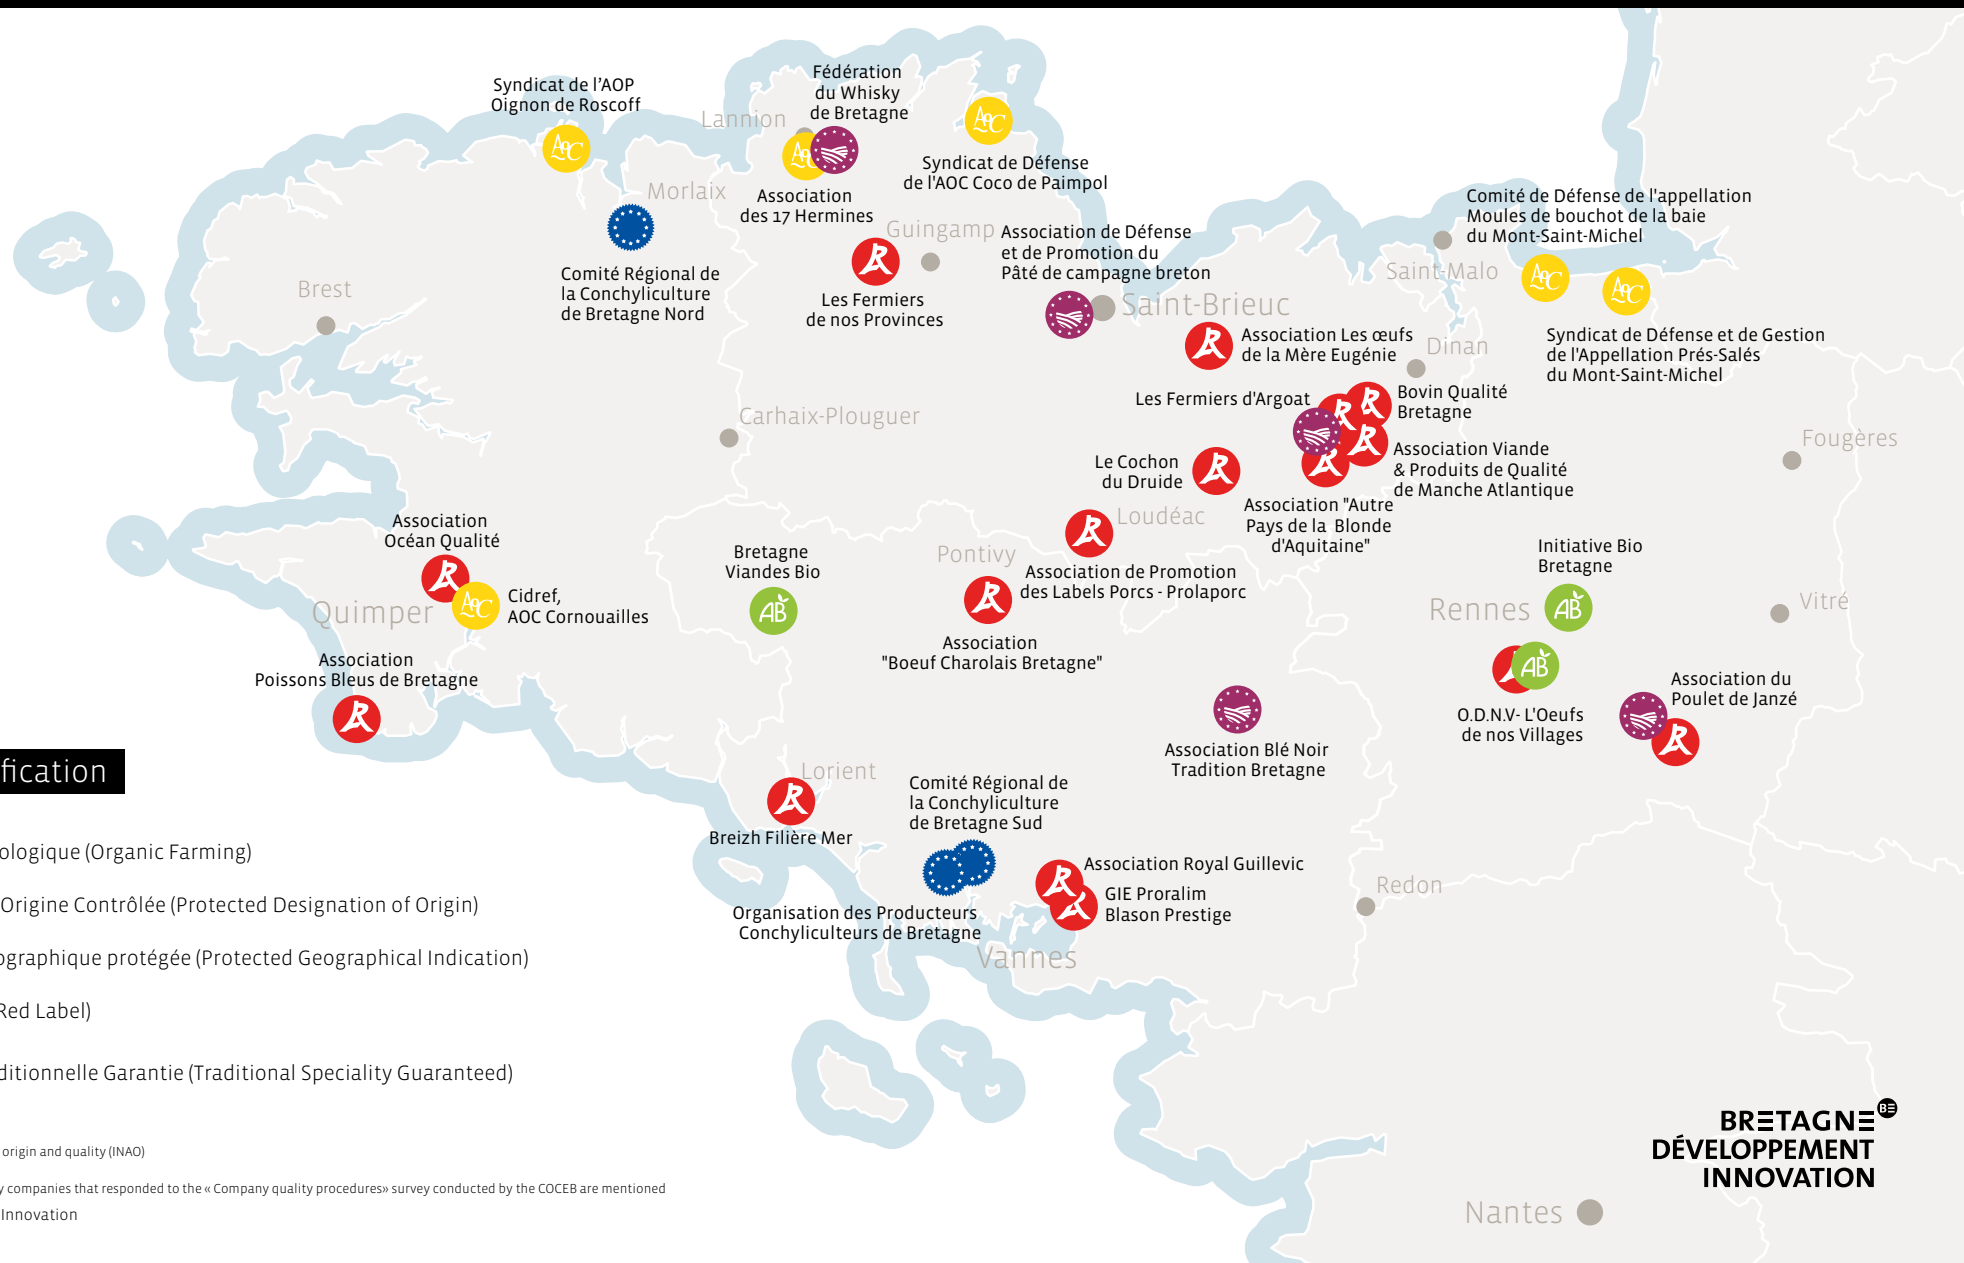 Syndicat de l'AOP
Oignon de Roscoff
Fédération
du Whisky
de Bretagne
Lannion
AOC
AOC
AOC
Syndicat de Défense
de l'AOC Coco de Paimpol
Morlaix
Association
des 17 Hermines
Guingamp
Association de Défense
et de Promotion du
Pâté de campagne breton
Comité de Défense de l'appellation
Moules de bouchot de la baie
du Mont-Saint-Michel
Saint-Malo
AOC
AOC
Comité Régional de
la Conchyliculture
de Bretagne Nord
Brest
Les Fermiers
de nos Provinces
Saint-Brieuc
Association Les œufs
de la Mère Eugénie
Dinan
Syndicat de Défense et de Gestion
de l'Appellation Prés-Salés
du Mont-Saint-Michel
Les Fermiers d'Argoat
Bovin Qualité
Bretagne
Carhaix-Plouguer
Fougères
Association Viande
& Produits de Qualité
de Manche Atlantique
Le Cochon
du Druide
Association "Autre
Pays de la Blonde
d'Aquitaine"
Loudéac
Association
Océan Qualité
Cidref,
AOC Cornouailles
AOC
Quimper
Bretagne
Viandes Bio
AB
Pontivy
Association de Promotion
des Labels Porcs - Prolaporc
Association
"Boeuf Charolais Bretagne"
Initiative Bio
Bretagne
AB
Rennes
Vitré
Association
Poissons Bleus de Bretagne
AB
O.D.N.V- L'Oeufs
de nos Villages
Association du
Poulet de Janzé
Association Blé Noir
Tradition Bretagne
Lorient
Breizh Filière Mer
Comité Régional de
la Conchyliculture
de Bretagne Sud
Association Royal Guillevic
GIE Proralim
Blason Prestige
Organisation des Producteurs
Conchyliculteurs de Bretagne
Vannes
Redon
Nantes
fication
ologique (Organic Farming)
Origine Contrôlée (Protected Designation of Origin)
ographique protégée (Protected Geographical Indication)
Red Label)
ditionnelle Garantie (Traditional Speciality Guaranteed)
origin and quality (INAO)
y companies that responded to the « Company quality procedures» survey conducted by the COCEB are mentioned
Innovation
BRETAGNE
DÉVELOPPEMENT
INNOVATION